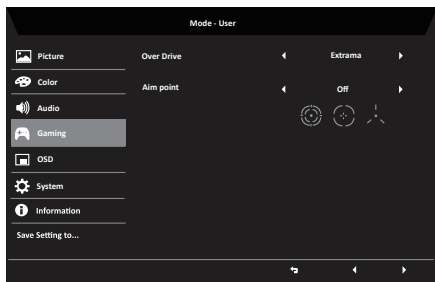 Mode - User
Picture
Over Drive
Extrama
Color
Aim point
Off
Audio
Gaming
OSD
System
Information
Save Setting to...